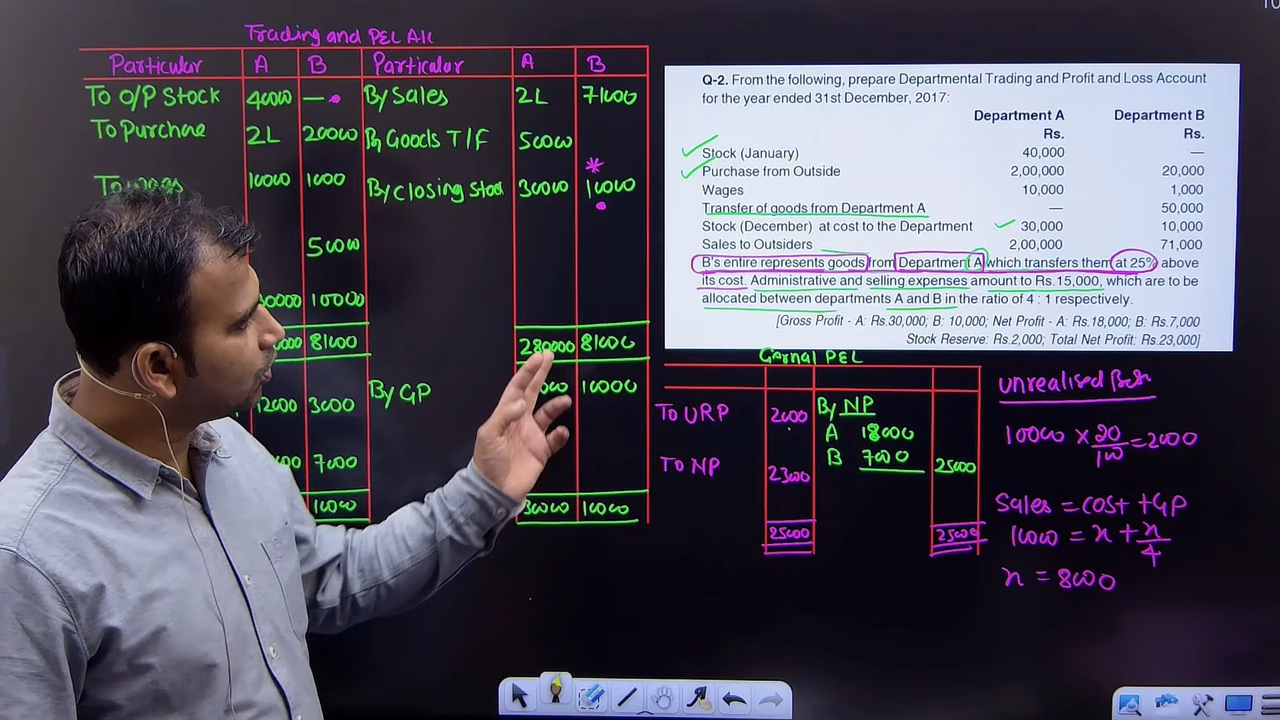 Trading and P&L A/c
Particular A B Particular A B
To O/P Stock 40000 — By Sales 2L 71000
To Purchase 2L 20000 By Goods T/F 50000
10000 1000 By Closing Stock 30000 10000
50000
10000
81000 280000 81000
12000 3000 By GP 10000
7000
10000 30000 10000
Q-2. From the following, prepare Departmental Trading and Profit and Loss Account
for the year ended 31st December, 2017:
Department A Department B
Rs. Rs.
Stock (January) 40,000 —
Purchase from Outside 2,00,000 20,000
Wages 10,000 1,000
Transfer of goods from Department A — 50,000
Stock (December) at cost to the Department 30,000 10,000
Sales to Outsiders 2,00,000 71,000
B's entire represents goods from Department A which transfers them at 25% above
its cost. Administrative and selling expenses amount to Rs.15,000, which are to be
allocated between departments A and B in the ratio of 4 : 1 respectively.
[Gross Profit - A: Rs.30,000; B: 10,000; Net Profit - A: Rs.18,000; B: Rs.7,000
Stock Reserve: Rs.2,000; Total Net Profit: Rs.23,000]
P&L
To URP 2000 By NP
A 18000
B 7000 25000
To NP 23000
25000 25000
unrealised
10000 × 20/100 = 2000
Sales = cost + GP
10000 = x + x/4
x = 8000